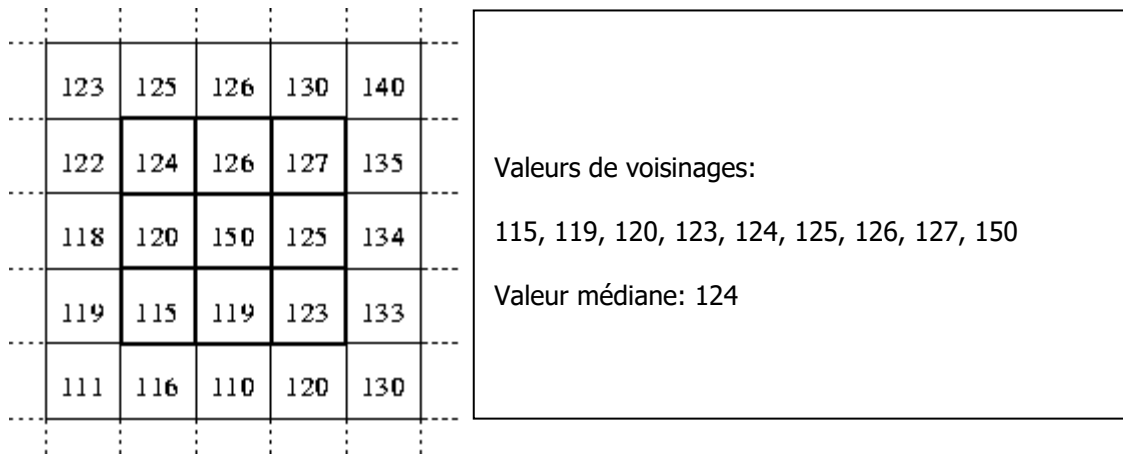 123 125 126 130 140
122 124 126 127 135
118 120 150 125 134
119 115 119 123 133
111 116 110 120 130
Valeurs de voisinages:
115, 119, 120, 123, 124, 125, 126, 127, 150
Valeur médiane: 124